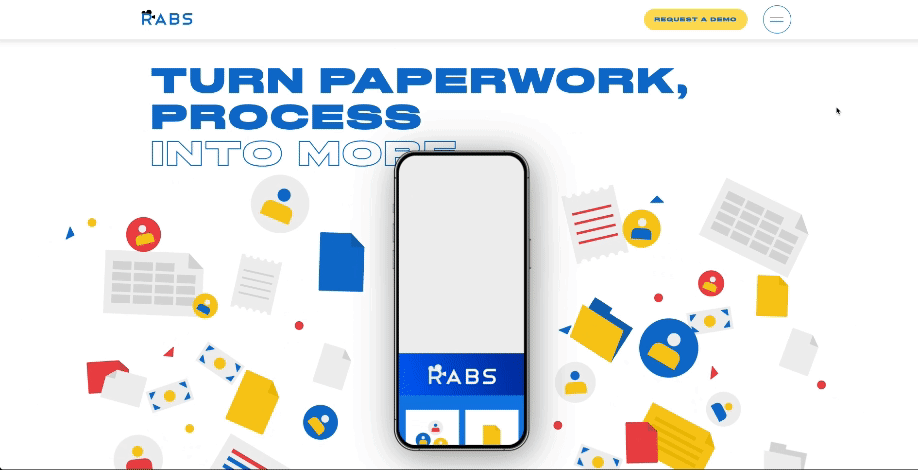 RABS
REQUEST A DEMO
TURN PAPERWORK,
PROCESS
INTO MORE
RABS